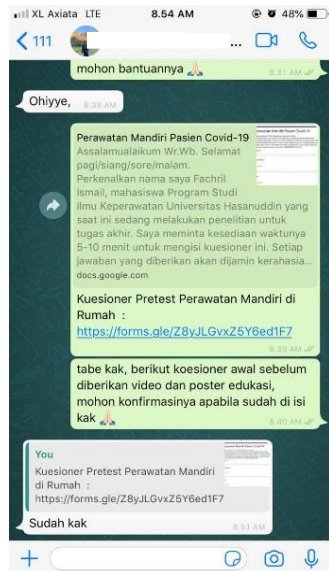 XL Axiata LTE 8.54 AM 48%
111 ...
mohon bantuannya 🙏🏻
8.31 AM
Ohiyye, 8.39 AM
Perawatan Mandiri Pasien Covid-19
Assalamualaikum Wr.Wb. Selamat
pagi/siang/sore/malam.
Perkenalkan nama saya Fachril
Ismail, mahasiswa Program Studi
Ilmu Keperawatan Universitas Hasanuddin yang
saat ini sedang melakukan penelitian untuk
tugas akhir. Saya meminta kesediaan waktunya
5-10 menit untuk mengisi kuesioner ini. Setiap
jawaban yang diberikan akan dijamin kerahasia...
docs.google.com
Kuesioner Pretest Perawatan Mandiri di
Rumah :
https://forms.gle/Z8yJLGvxZ5Y6ed1F7
8.39 AM
tabe kak, berikut koesioner awal sebelum
diberikan video dan poster edukasi,
mohon konfirmasinya apabila sudah di isi
kak 🙏🏻 8:40 AM
You
Kuesioner Pretest Perawatan Mandiri
di Rumah :
https://forms.gle/Z8yJLGvxZ5Y6ed1F7
Sudah kak 8.51 AM